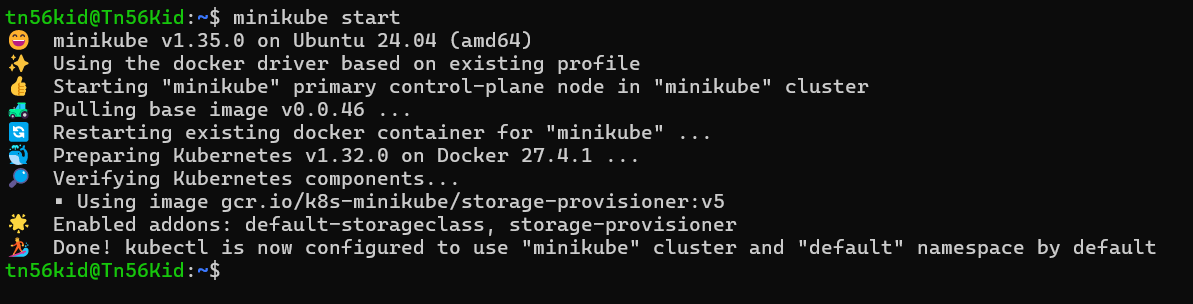 tn56kid@Tn56Kid:~$ minikube start
😄 minikube v1.35.0 on Ubuntu 24.04 (amd64)
✨ Using the docker driver based on existing profile
👍 Starting "minikube" primary control-plane node in "minikube" cluster
🚜 Pulling base image v0.0.46 ...
🔄 Restarting existing docker container for "minikube" ...
🐳 Preparing Kubernetes v1.32.0 on Docker 27.4.1 ...
🔎 Verifying Kubernetes components...
▪ Using image gcr.io/k8s-minikube/storage-provisioner:v5
🌟 Enabled addons: default-storageclass, storage-provisioner
🏄 Done! kubectl is now configured to use "minikube" cluster and "default" namespace by default
tn56kid@Tn56Kid:~$